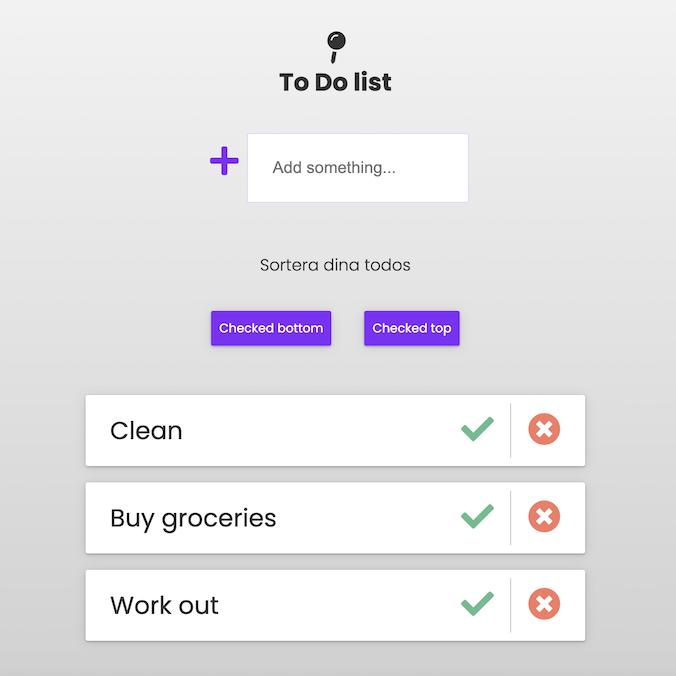 To Do list
Add something...
Sortera dina todos
Checked bottom
Checked top
Clean
Buy groceries
Work out